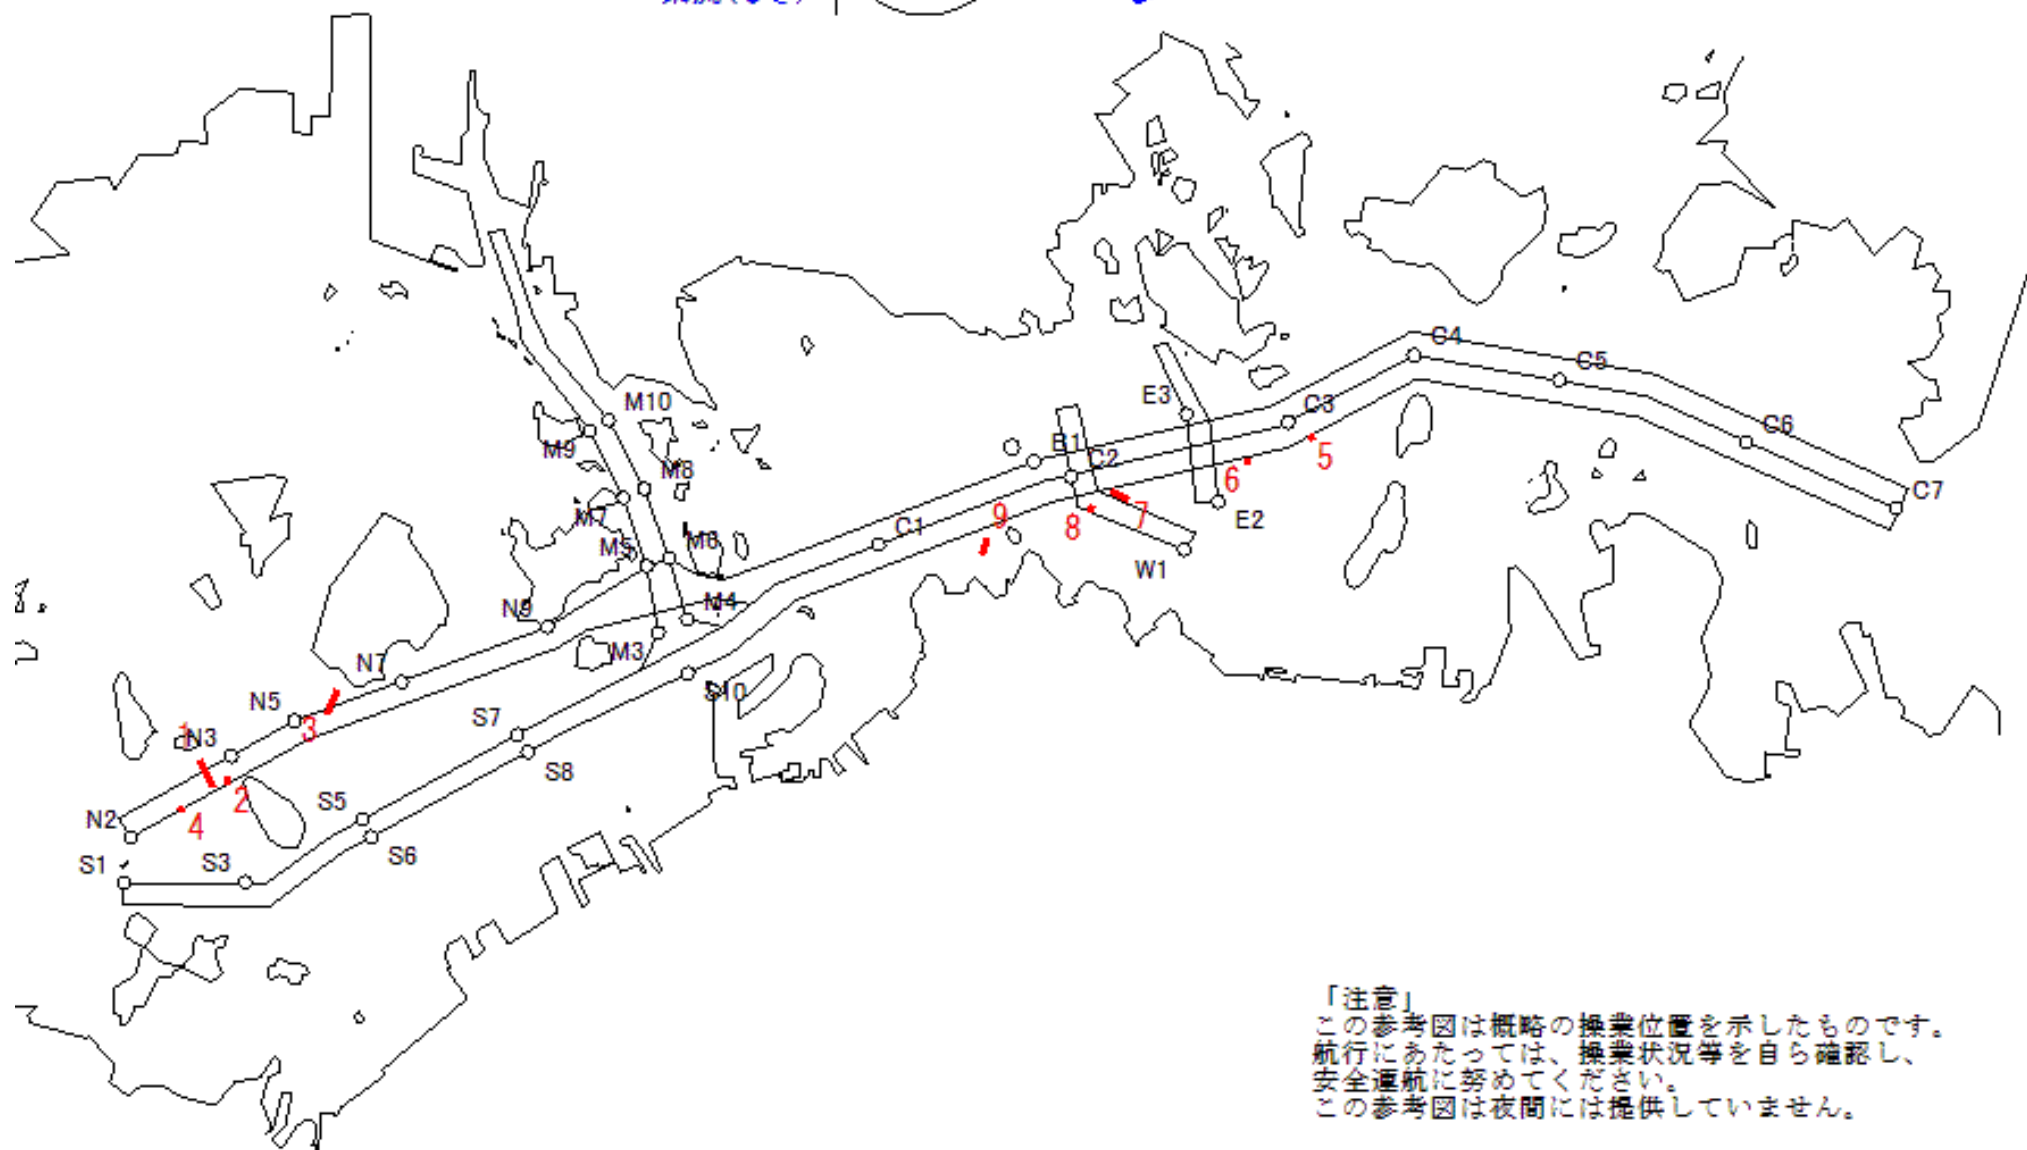 C4
C5
M10
E3
C3
C6
M9
B1
5
M8
C2
6
C7
M7
9
7
E2
C1
8
M5
M6
W1
N9
M4
M3
N7
S10
N5
3
S7
1
N3
S8
2
S5
N2
4
S6
S1
S3
「注意」
この参考図は概略の操業位置を示したものです。
航行にあたっては、操業状況等を自ら確認し、
安全運航に努めてください。
この参考図は夜間には提供していません。